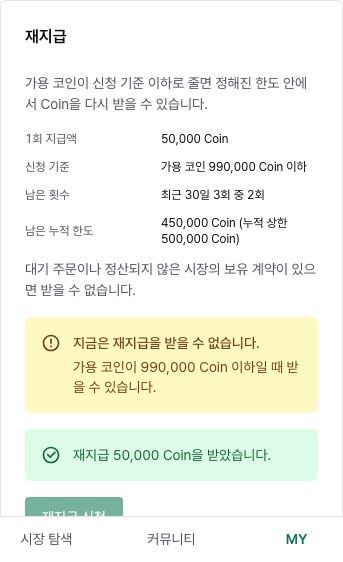 재지급
가용 코인이 신청 기준 이하로 줄면 정해진 한도 안에
서 Coin을 다시 받을 수 있습니다.
1회 지급액 50,000 Coin
신청 기준 가용 코인 990,000 Coin 이하
남은 횟수 최근 30일 3회 중 2회
남은 누적 한도 450,000 Coin (누적 상한
500,000 Coin)
대기 주문이나 정산되지 않은 시장의 보유 계약이 있으
면 받을 수 없습니다.
지금은 재지급을 받을 수 없습니다.
가용 코인이 990,000 Coin 이하일 때 받
을 수 있습니다.
재지급 50,000 Coin을 받았습니다.
재지급 신청
시장 탐색 커뮤니티 MY